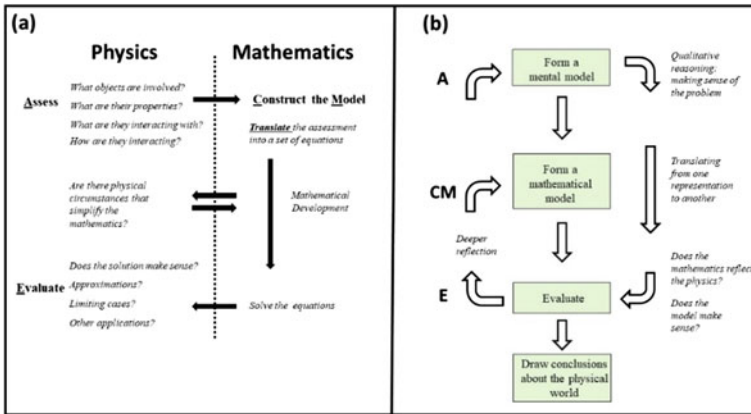 (a)
Physics
Mathematics
Assess
What objects are involved?
What are their properties?
What are they interacting with?
How are they interacting?
Construct the Model
Translate the assessment
into a set of equations
Are there physical
circumstances that
simplify the
mathematics?
Mathematical
Development
Evaluate
Does the solution make sense?
Approximations?
Limiting cases?
Other applications?
Solve the equations
(b)
A
Form a
mental model
Qualitative
reasoning:
making sense of
the problem
CM
Form a
mathematical
model
Translating
from one
representation
to another
Deeper
reflection
E
Evaluate
Does the
mathematics reflect
the physics?
Does the
model make
sense?
Draw conclusions
about the physical
world